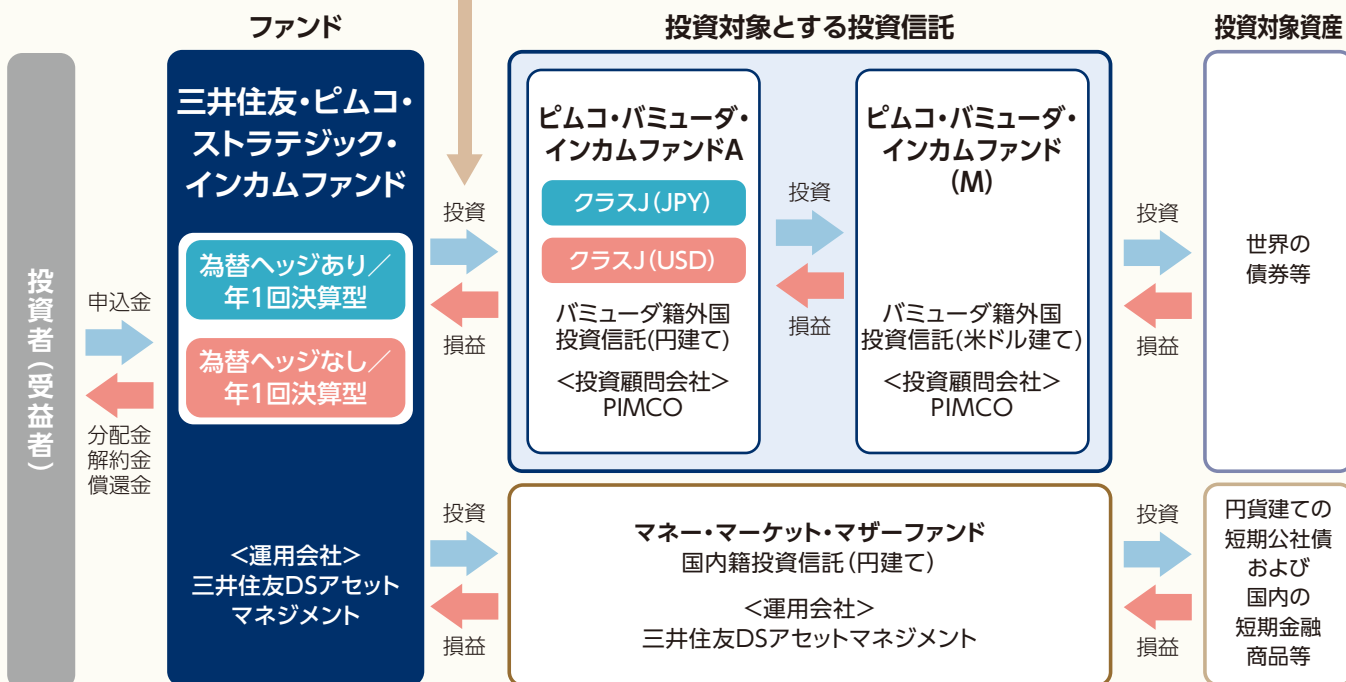 ファンド
投資対象とする投資信託
投資対象資産
投資者(受益者)
申込金
分配金
解約金
償還金
三井住友・ピムコ・
ストラテジック・
インカムファンド
為替ヘッジあり／
年1回決算型
為替ヘッジなし／
年1回決算型
<運用会社>
三井住友DSアセット
マネジメント
投資
損益
ピムコ・バミューダ・
インカムファンドA
クラスJ(JPY)
クラスJ(USD)
バミューダ籍外国
投資信託(円建て)
<投資顧問会社>
PIMCO
投資
損益
ピムコ・バミューダ・
インカムファンド
(M)
バミューダ籍外国
投資信託(米ドル建て)
<投資顧問会社>
PIMCO
投資
損益
世界の
債券等
投資
損益
マネー・マーケット・マザーファンド
国内籍投資信託(円建て)
<運用会社>
三井住友DSアセットマネジメント
投資
損益
円貨建ての
短期公社債
および
国内の
短期金融
商品等